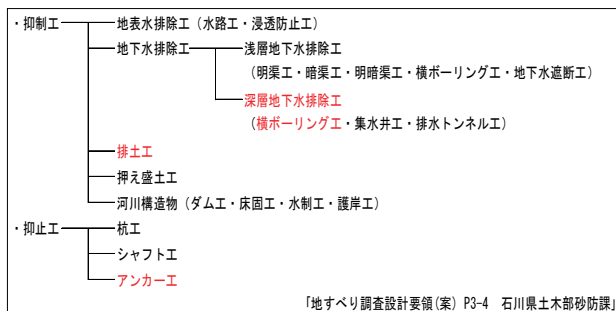 ・抑制工 地表水排除工（水路工・浸透防止工）
地下水排除工 浅層地下水排除工
（明渠工・暗渠工・明暗渠工・横ボーリング工・地下水遮断工）
深層地下水排除工
（横ボーリング工・集水井工・排水トンネル工）
排土工
押え盛土工
河川構造物（ダム工・床固工・水制工・護岸工）
・抑止工 杭工
シャフト工
アンカー工
「地すべり調査設計要領(案) P3-4 石川県土木部砂防課」